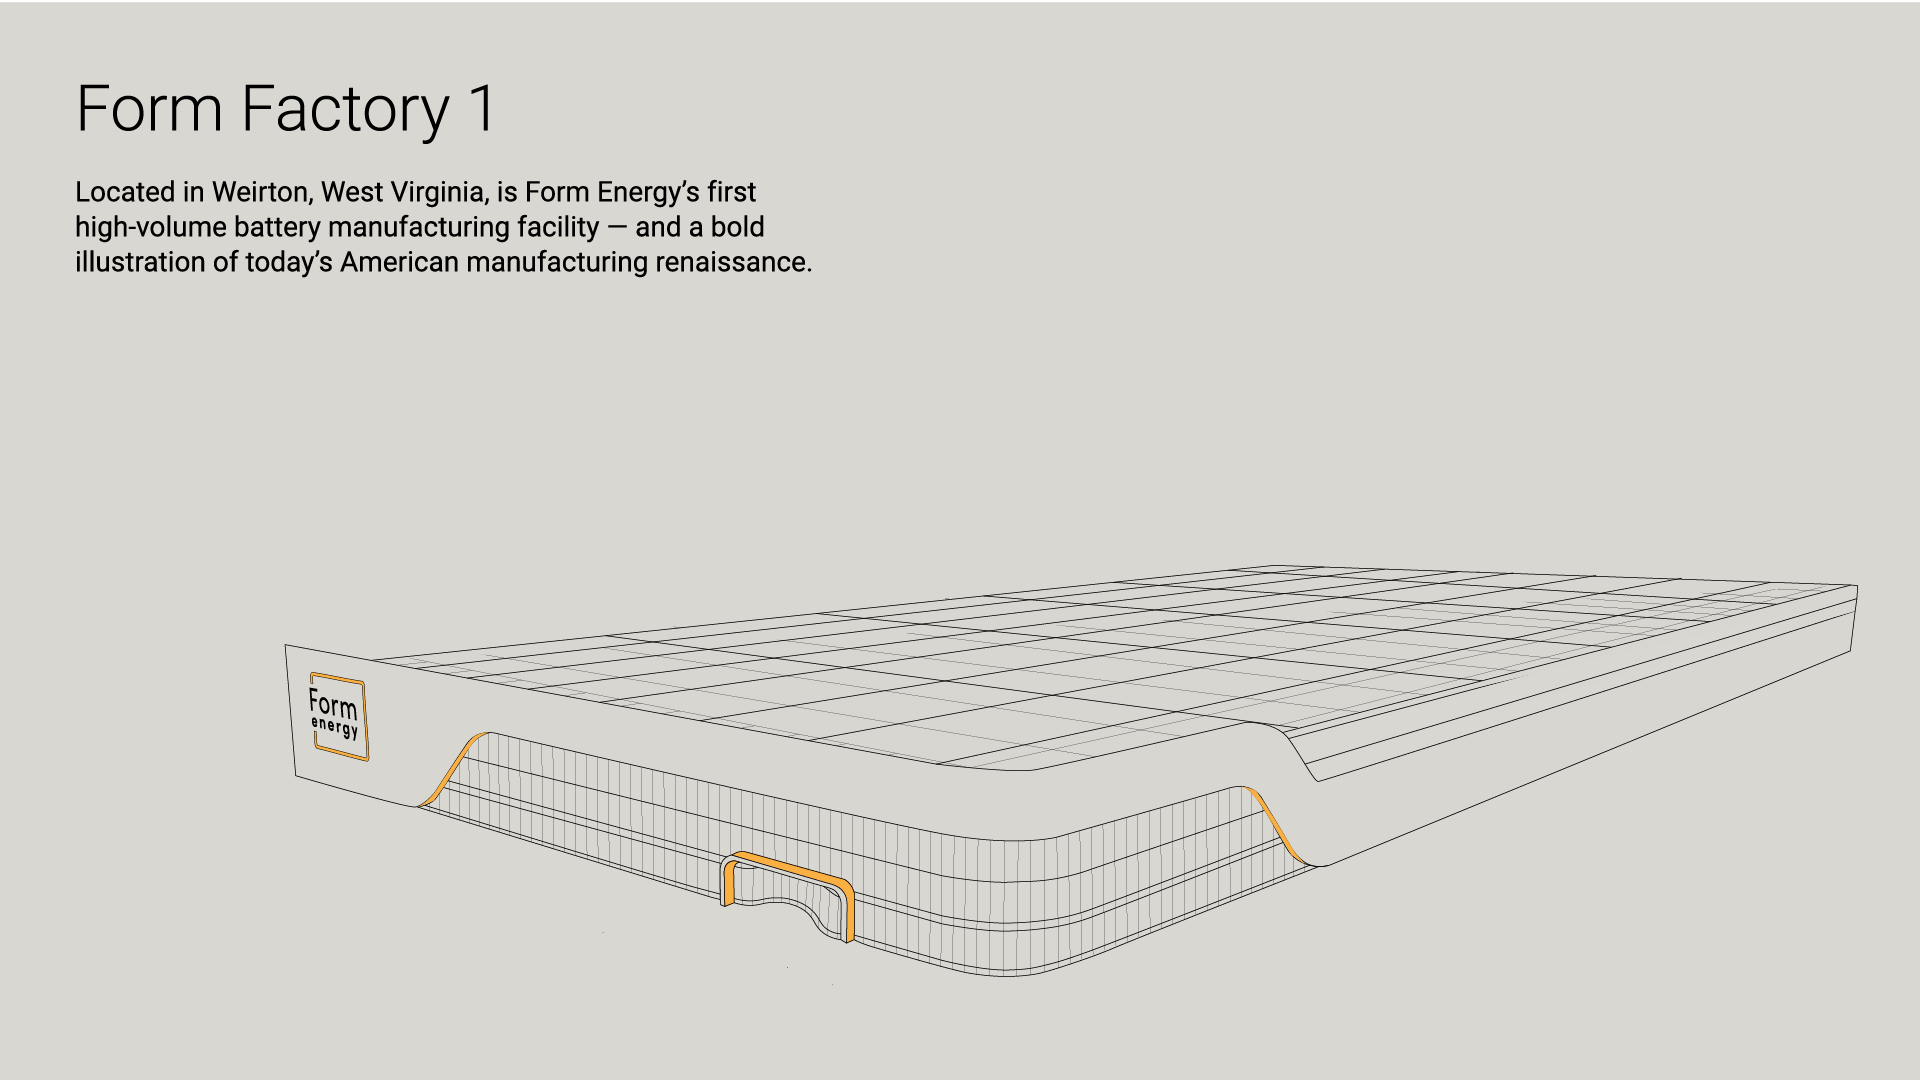 Form Factory 1
Located in Weirton, West Virginia, is Form Energy’s first
high-volume battery manufacturing facility — and a bold
illustration of today’s American manufacturing renaissance.
Form
energy